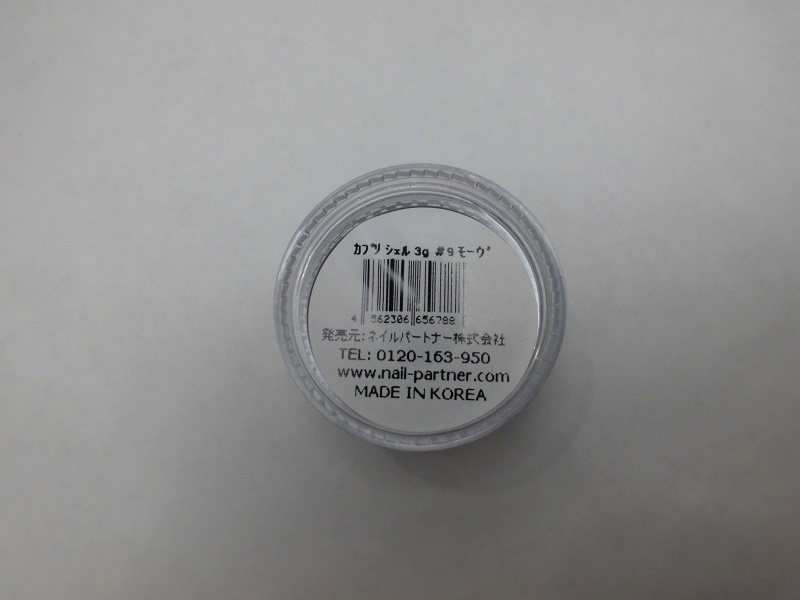 カプリ シェル 3g #9 モーヴ
4 562306 656788
発売元:ネイルパートナー株式会社
TEL: 0120-163-950
www.nail-partner.com
MADE IN KOREA